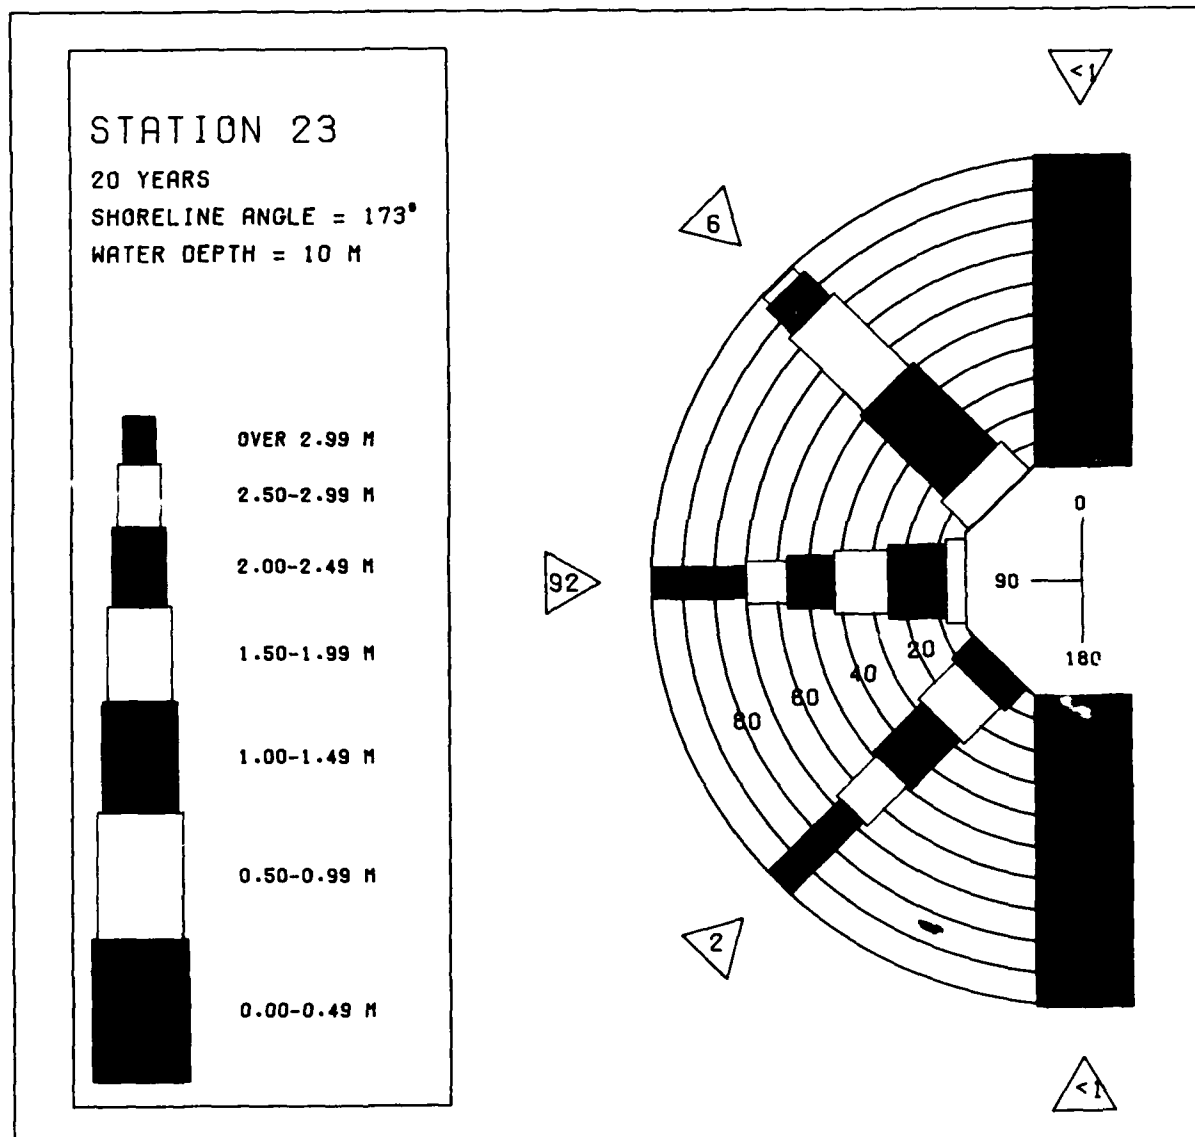 STATION 23
20 YEARS
SHORELINE ANGLE = 173°
WATER DEPTH = 10 M
OVER 2.99 M
2.50-2.99 M
2.00-2.49 M
1.50-1.99 M
1.00-1.49 M
0.50-0.99 M
0.00-0.49 M
<1
6
92
2
<1
0
90
180
20
40
60
80